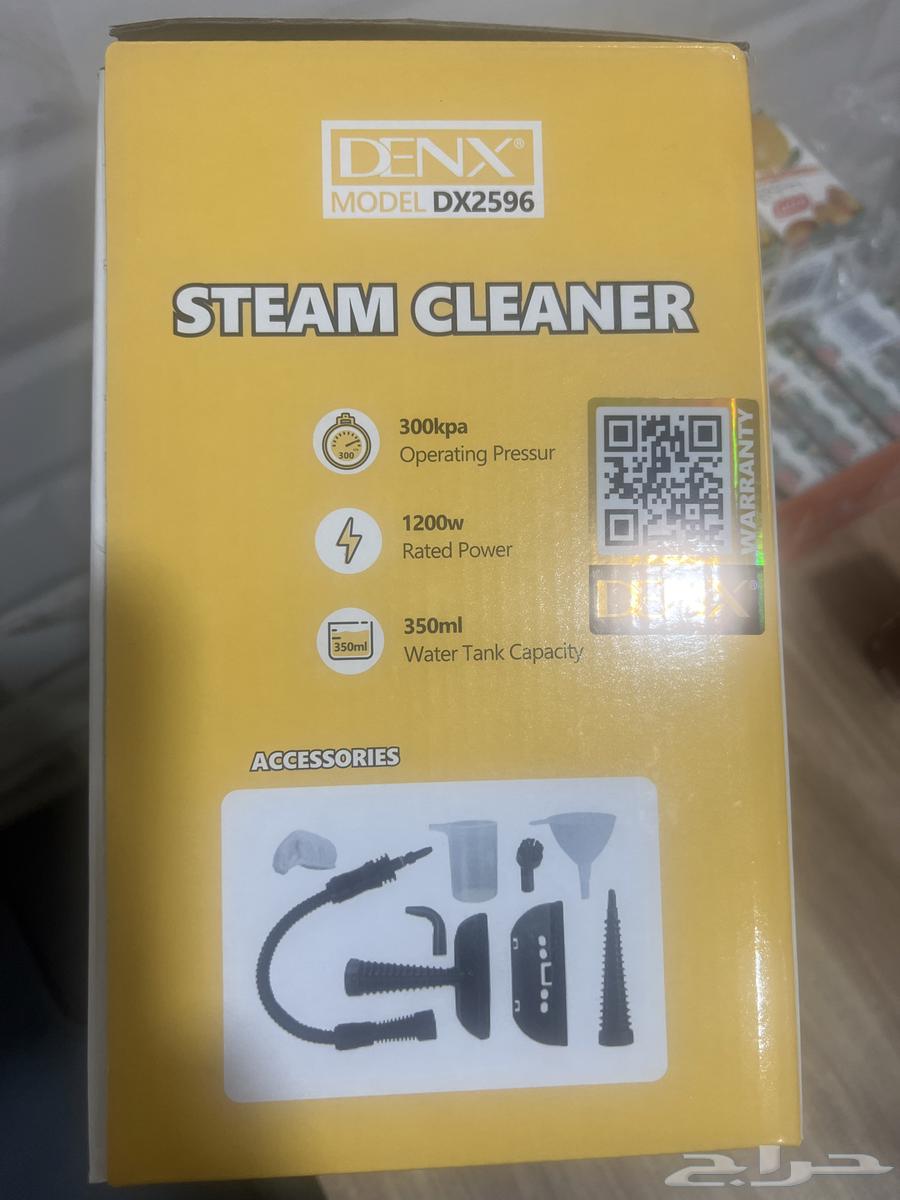 DENX®
MODEL DX2596
STEAM CLEANER
300
300kpa
Operating Pressur
1200w
Rated Power
350ml
350ml
Water Tank Capacity
WARRANTY
DENX®
ACCESSORIES
حراج